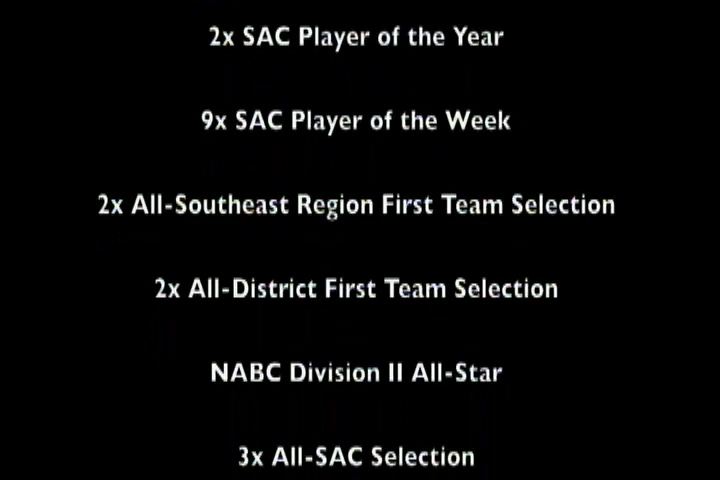 2x SAC Player of the Year
9x SAC Player of the Week
2x All-Southeast Region First Team Selection
2x All-District First Team Selection
NABC Division II All-Star
3x All-SAC Selection